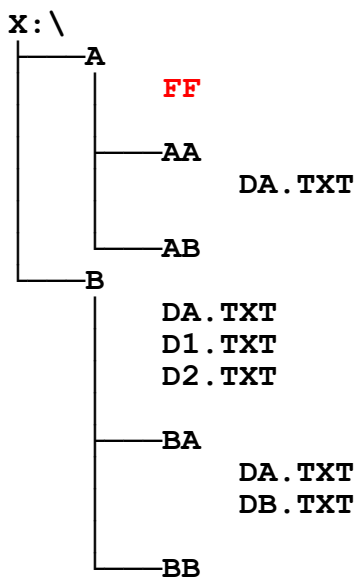 X:\
A
FF
AA
DA.TXT
AB
B
DA.TXT
D1.TXT
D2.TXT
BA
DA.TXT
DB.TXT
BB